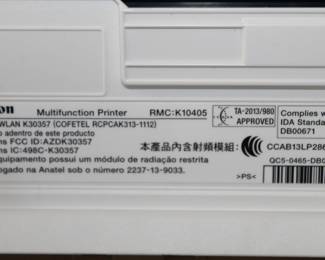 non Multifunction Printer RMC:K10405
TA-2013/980 APPROVED
Complies w
IDA Standa
DB00671
WLAN K30357 (COFETEL RCPCAK313-1112)
o adentro de este producto
ns FCC ID:AZDK30357
ns IC:498C-K30357
本產品內含射頻模組:
CCAB13LP286
equipamento possui um módulo de radiação restrita
ogado na Anatel sob o número 2237-13-9033.
>PS<
QC5-0465-DB0